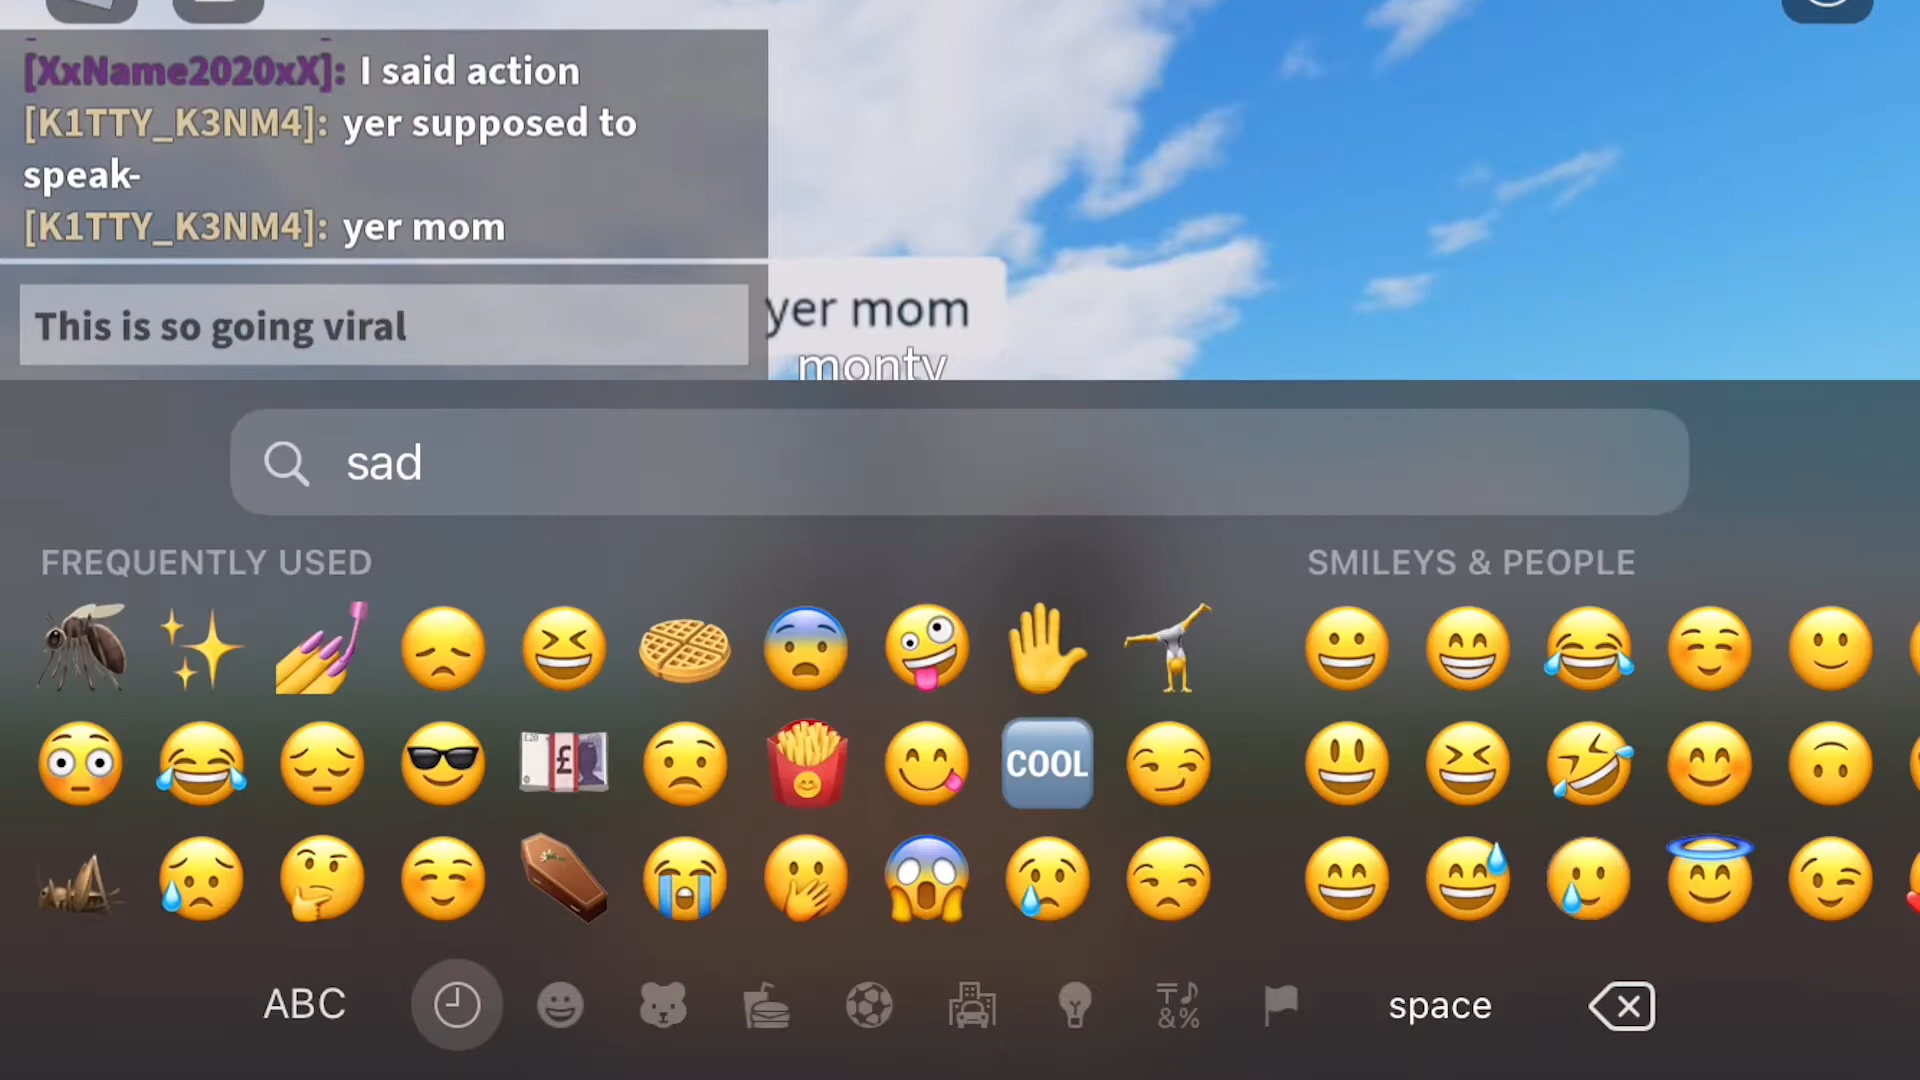 [XxName2020xX]: I said action
[K1TTY_K3NM4]: yer supposed to
speak-
[K1TTY_K3NM4]: yer mom
This is so going viral
yer mom
monty
sad
FREQUENTLY USED
SMILEYS & PEOPLE
£20
£
COOL
ABC
&%
space